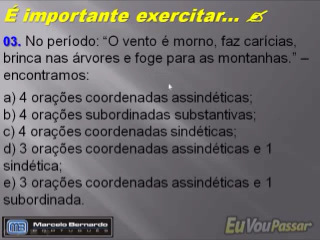 É importante exercitar... ✍
03. No período: “O vento é morno, faz carícias,
brinca nas árvores e foge para as montanhas.” –
encontramos:
a) 4 orações coordenadas assindéticas;
b) 4 orações subordinadas substantivas;
c) 4 orações coordenadas sindéticas;
d) 3 orações coordenadas assindéticas e 1
sindética;
e) 3 orações coordenadas assindéticas e 1
subordinada.
Marcelo Bernardo
PORTUGUÊS
EuVouPassar